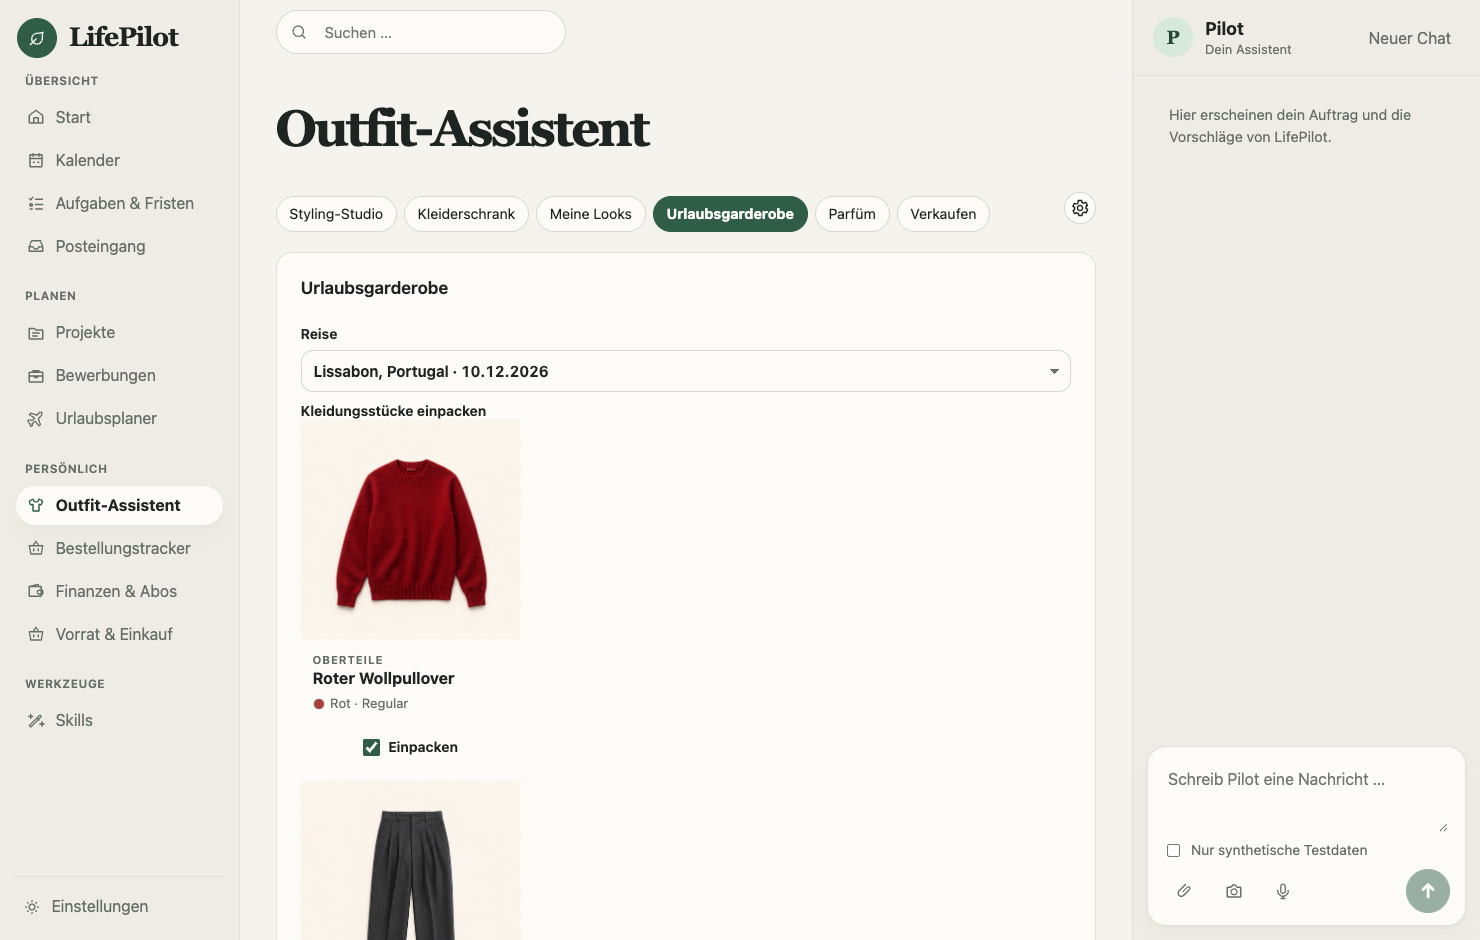 LifePilot
ÜBERSICHT
Start
Kalender
Aufgaben & Fristen
Posteingang
PLANEN
Projekte
Bewerbungen
Urlaubsplaner
PERSÖNLICH
Outfit-Assistent
Bestellungstracker
Finanzen & Abos
Vorrat & Einkauf
WERKZEUGE
Skills
Einstellungen
Suchen ...
Outfit-Assistent
Styling-Studio
Kleiderschrank
Meine Looks
Urlaubsgarderobe
Parfüm
Verkaufen
Urlaubsgarderobe
Reise
Lissabon, Portugal · 10.12.2026
Kleidungsstücke einpacken
OBERTEILE
Roter Wollpullover
Rot · Regular
Einpacken
P
Pilot
Dein Assistent
Neuer Chat
Hier erscheinen dein Auftrag und die
Vorschläge von LifePilot.
Schreib Pilot eine Nachricht ...
Nur synthetische Testdaten